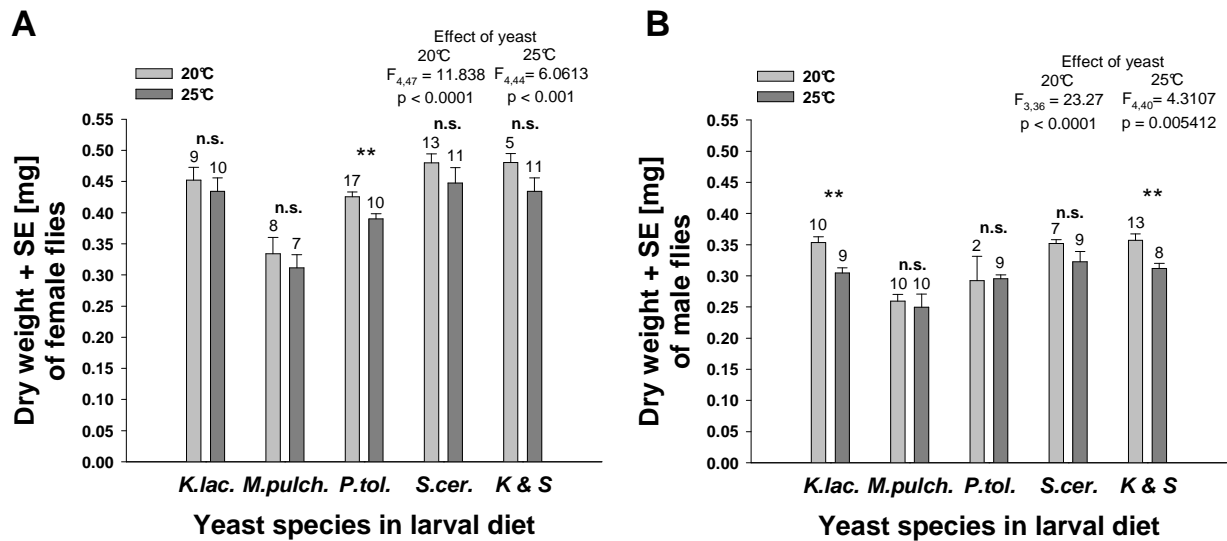 A
Effect of yeast
20°C 25°C
F4,47 = 11.838 F4,44= 6.0613
p < 0.0001 p < 0.001
20°C
25°C
Dry weight + SE [mg]
of female flies
0.55
0.50
0.45
0.40
0.35
0.30
0.25
0.20
0.15
0.10
0.05
0.00
n.s.
9 10
n.s.
8 7
**
17 10
n.s.
13 11
n.s.
5 11
K.lac. M.pulch. P.tol. S.cer. K & S
Yeast species in larval diet
B
Effect of yeast
20°C 25°C
F3,36 = 23.27 F4,40= 4.3107
p < 0.0001 p = 0.005412
20°C
25°C
Dry weight + SE [mg]
of male flies
0.55
0.50
0.45
0.40
0.35
0.30
0.25
0.20
0.15
0.10
0.05
0.00
**
10 9
n.s.
10 10
n.s.
2 9
n.s.
7 9
**
13 8
K.lac. M.pulch. P.tol. S.cer. K & S
Yeast species in larval diet